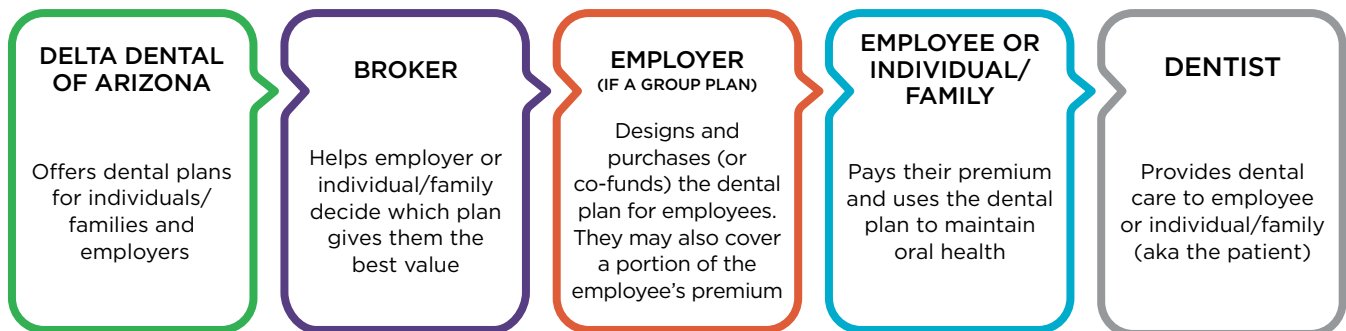 DELTA DENTAL
OF ARIZONA
Offers dental plans
for individuals/
families and
employers
BROKER
Helps employer or
individual/family
decide which plan
gives them the
best value
EMPLOYER
(IF A GROUP PLAN)
Designs and
purchases (or
co-funds) the dental
plan for employees.
They may also cover
a portion of the
employee’s premium
EMPLOYEE OR
INDIVIDUAL/
FAMILY
Pays their premium
and uses the dental
plan to maintain
oral health
DENTIST
Provides dental
care to employee
or individual/family
(aka the patient)